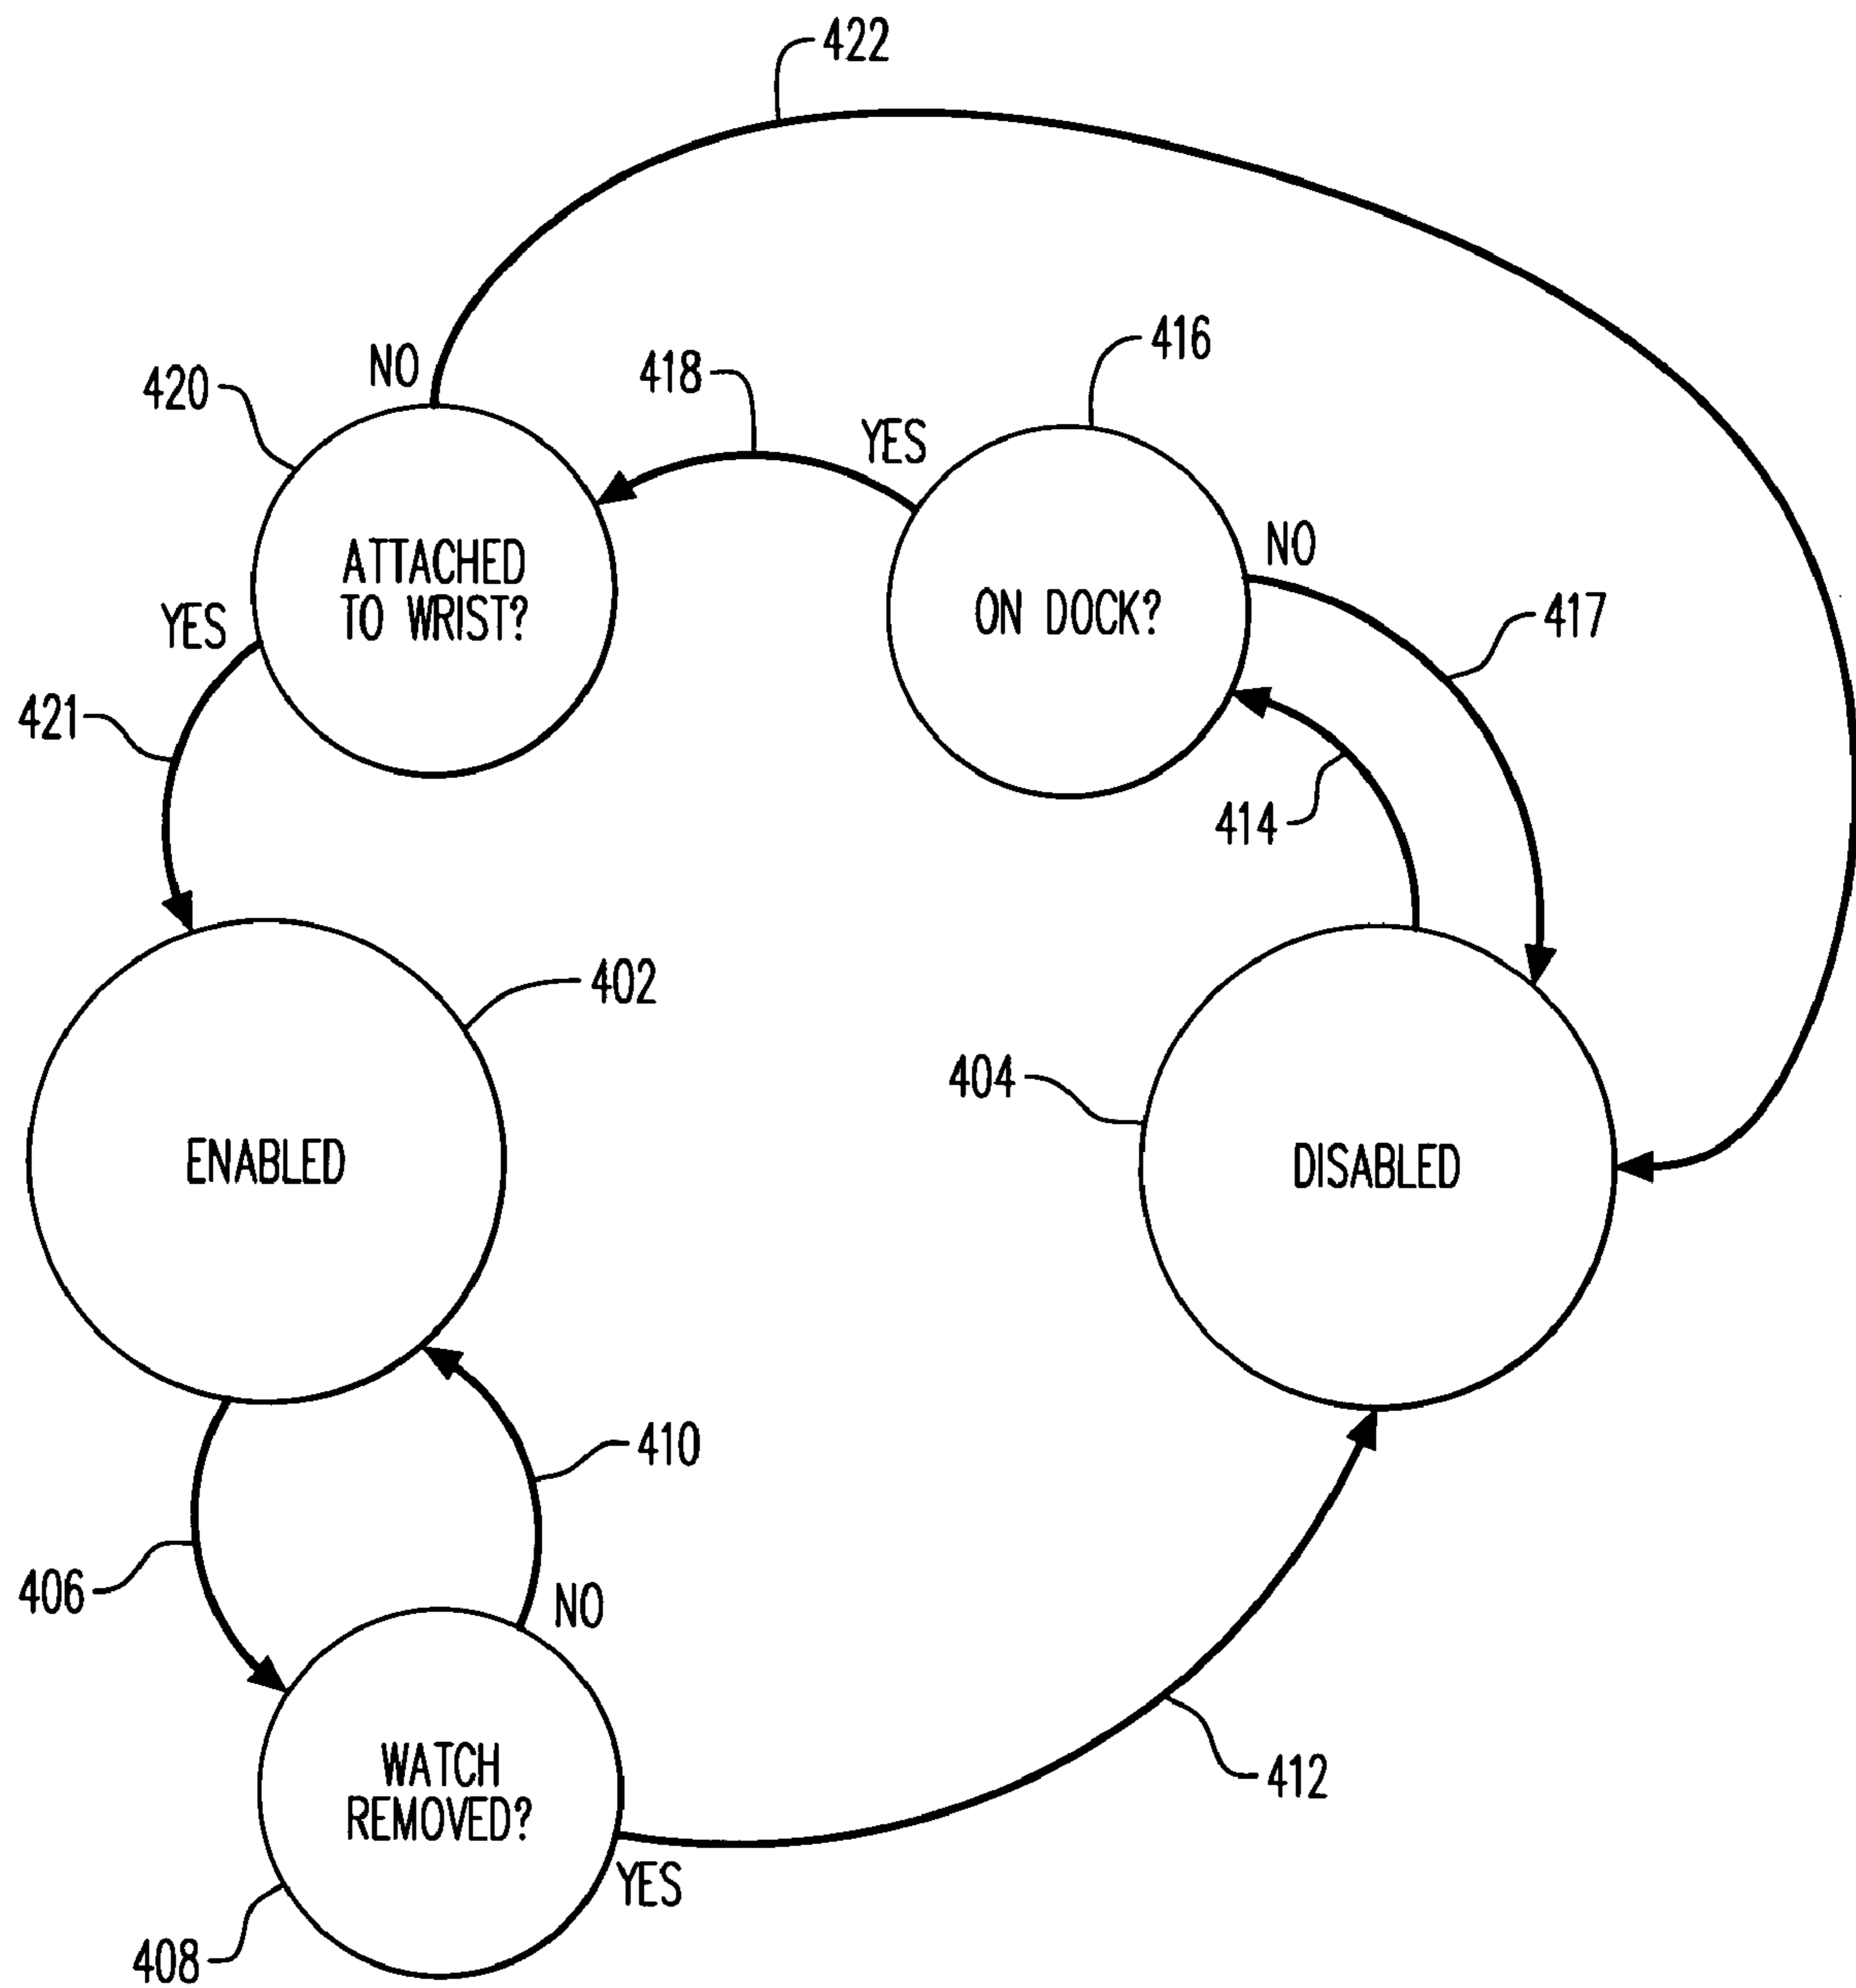 422
416
418
NO
420
YES
NO
ATTACHED
TO WRIST?
ON DOCK?
417
YES
421
414
402
404
ENABLED
DISABLED
410
406
NO
WATCH
REMOVED?
412
YES
408